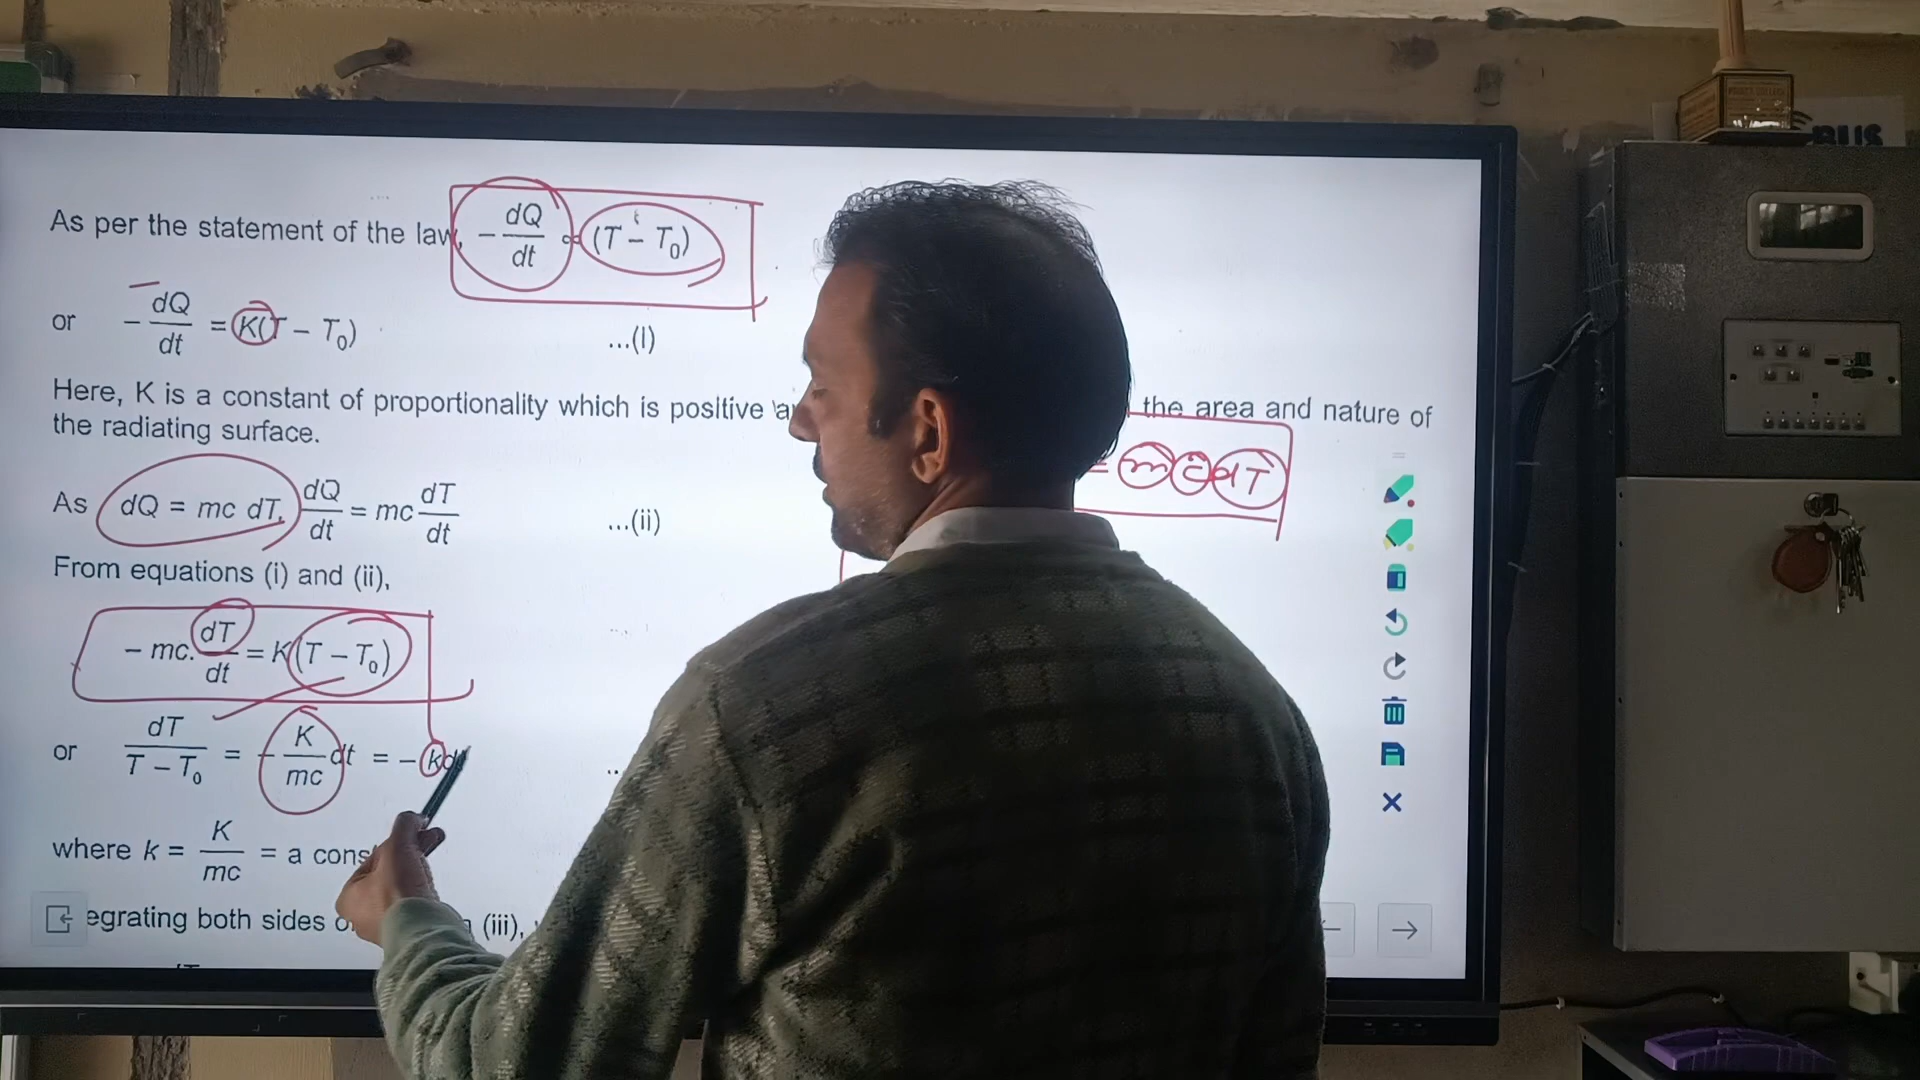 As per the statement of the law, − dQ/dt ∝ (T − T₀)
or − dQ/dt = K(T − T₀) ...(I)
Here, K is a constant of proportionality which is positive the area and nature of
the radiating surface.
= m c dT
As dQ = mc dT, dQ/dt = mc dT/dt ...(ii)
From equations (i) and (ii),
− mc. dT/dt = K(T − T₀)
or dT/(T − T₀) = − K/mc dt = − k
where k = K/mc = a
egrating both sides (iii),